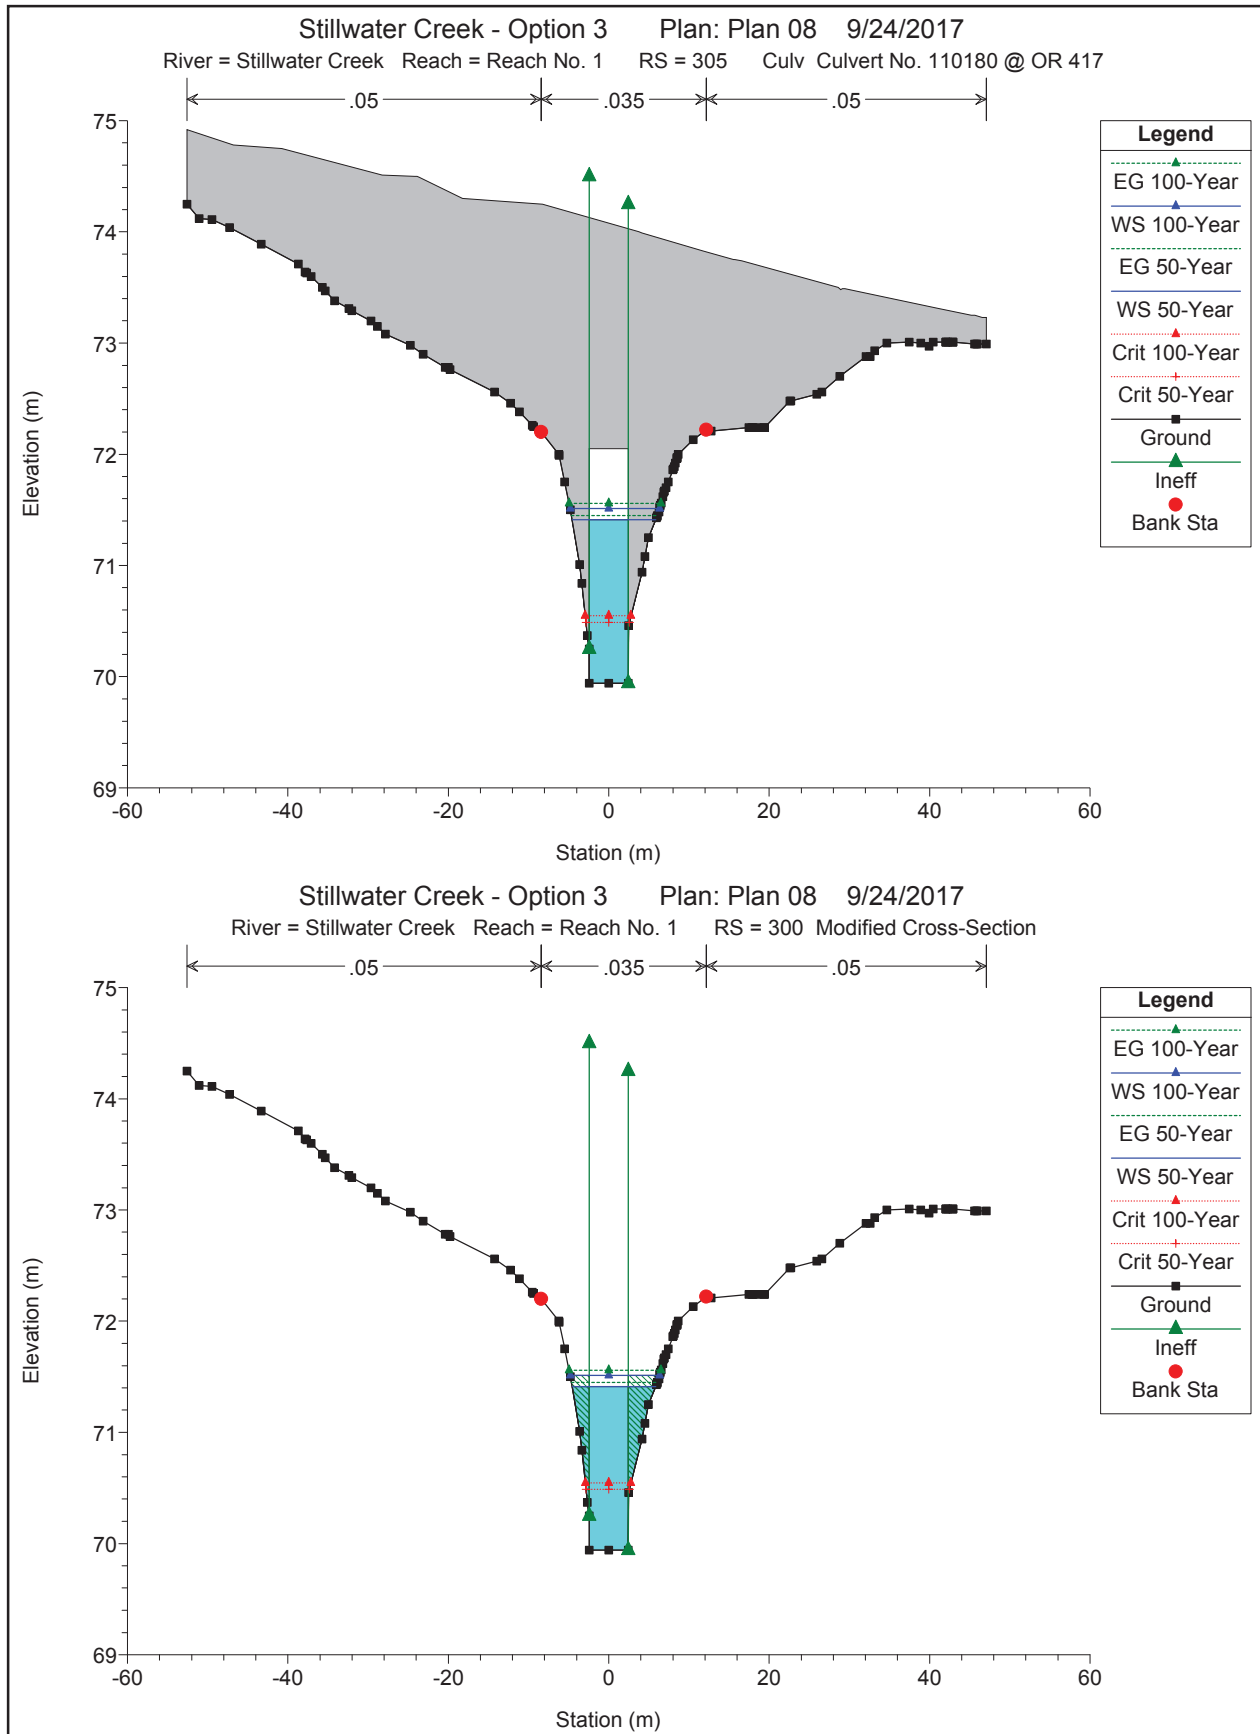 Stillwater Creek - Option 3 Plan: Plan 08 9/24/2017
River = Stillwater Creek Reach = Reach No. 1 RS = 305 Culv Culvert No. 110180 @ OR 417
.05 .035 .05
75
74
73
72
71
70
69
-60 -40 -20 0 20 40 60
Elevation (m)
Station (m)
Legend
EG 100-Year
WS 100-Year
EG 50-Year
WS 50-Year
Crit 100-Year
Crit 50-Year
Ground
Ineff
Bank Sta
Stillwater Creek - Option 3 Plan: Plan 08 9/24/2017
River = Stillwater Creek Reach = Reach No. 1 RS = 300 Modified Cross-Section
.05 .035 .05
75
74
73
72
71
70
69
-60 -40 -20 0 20 40 60
Elevation (m)
Station (m)
Legend
EG 100-Year
WS 100-Year
EG 50-Year
WS 50-Year
Crit 100-Year
Crit 50-Year
Ground
Ineff
Bank Sta